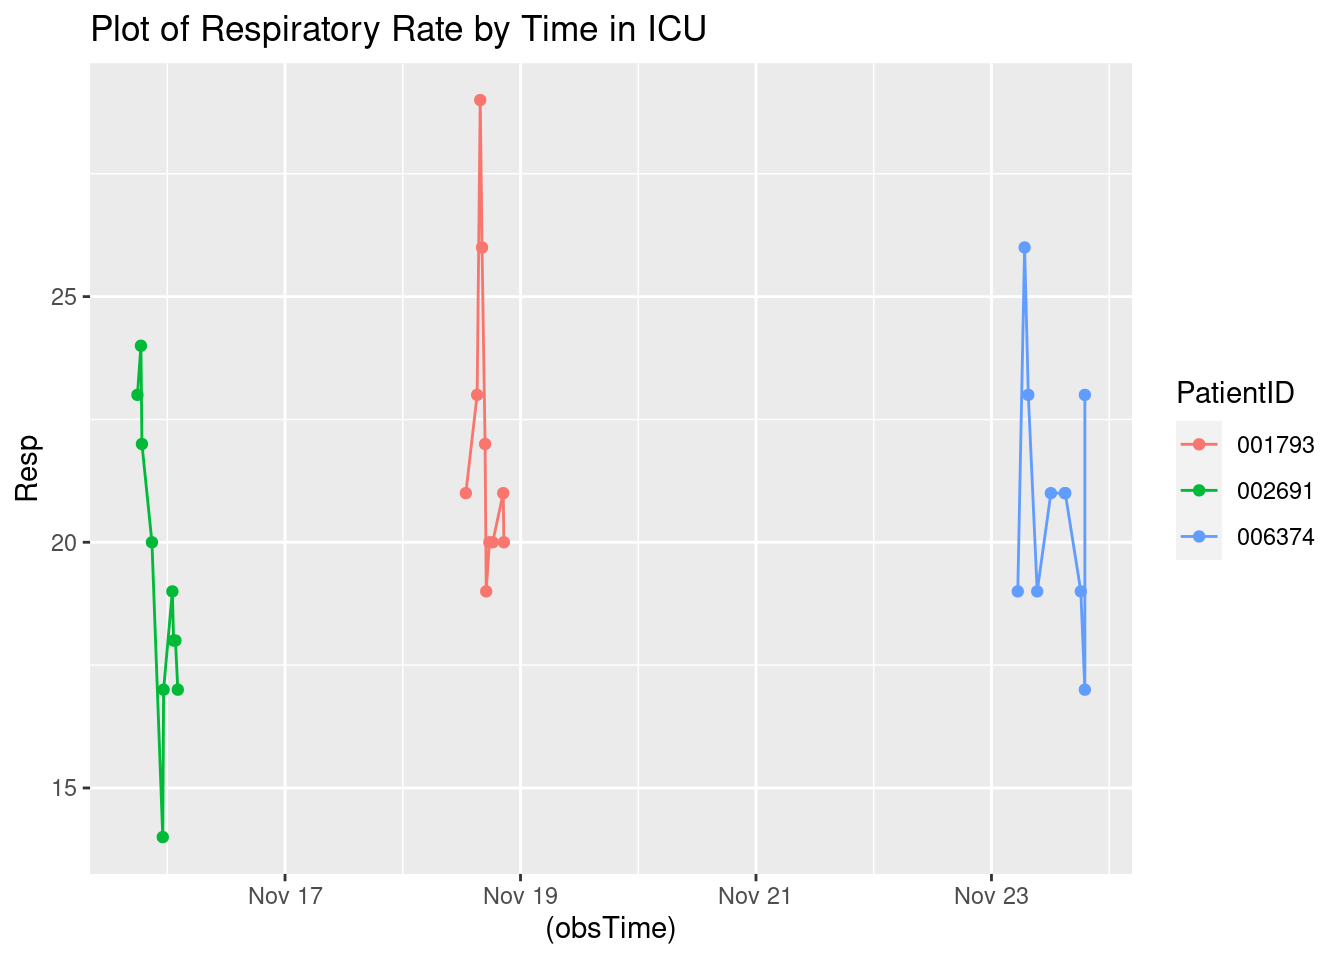 Plot of Respiratory Rate by Time in ICU
25
20
15
Resp
Nov 17 Nov 19 Nov 21 Nov 23
(obsTime)
PatientID
001793
002691
006374